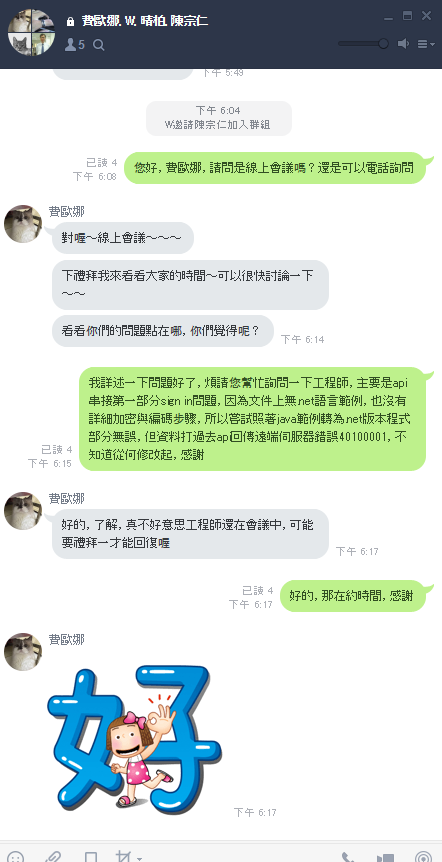 費歐娜, W, 晴柏, 陳宗仁
5
下午 5:49
下午 6:04
W邀請陳宗仁加入群組
已讀 4
下午 6:08
您好, 費歐娜, 請問是線上會議嗎？還是可以電話詢問
費歐娜
對喔～線上會議～～～
下禮拜我來看看大家的時間～可以很快討論一下
～～
看看你們的問題點在哪, 你們覺得呢？
下午 6:14
我詳述一下問題好了, 煩請您幫忙詢問一下工程師, 主要是api
串接第一部分sign in問題, 因為文件上無.net語言範例, 也沒有
詳細加密與編碼步驟, 所以嘗試照著java範例轉為.net版本程式
部分無誤, 但資料打過去api回傳遠端伺服器錯誤40100001, 不
知道從何修改起, 感謝
已讀 4
下午 6:15
費歐娜
好的, 了解, 真不好意思工程師還在會議中, 可能
要禮拜一才能回復喔
下午 6:17
已讀 4
下午 6:17
好的, 那在約時間, 感謝
費歐娜
好
下午 6:17